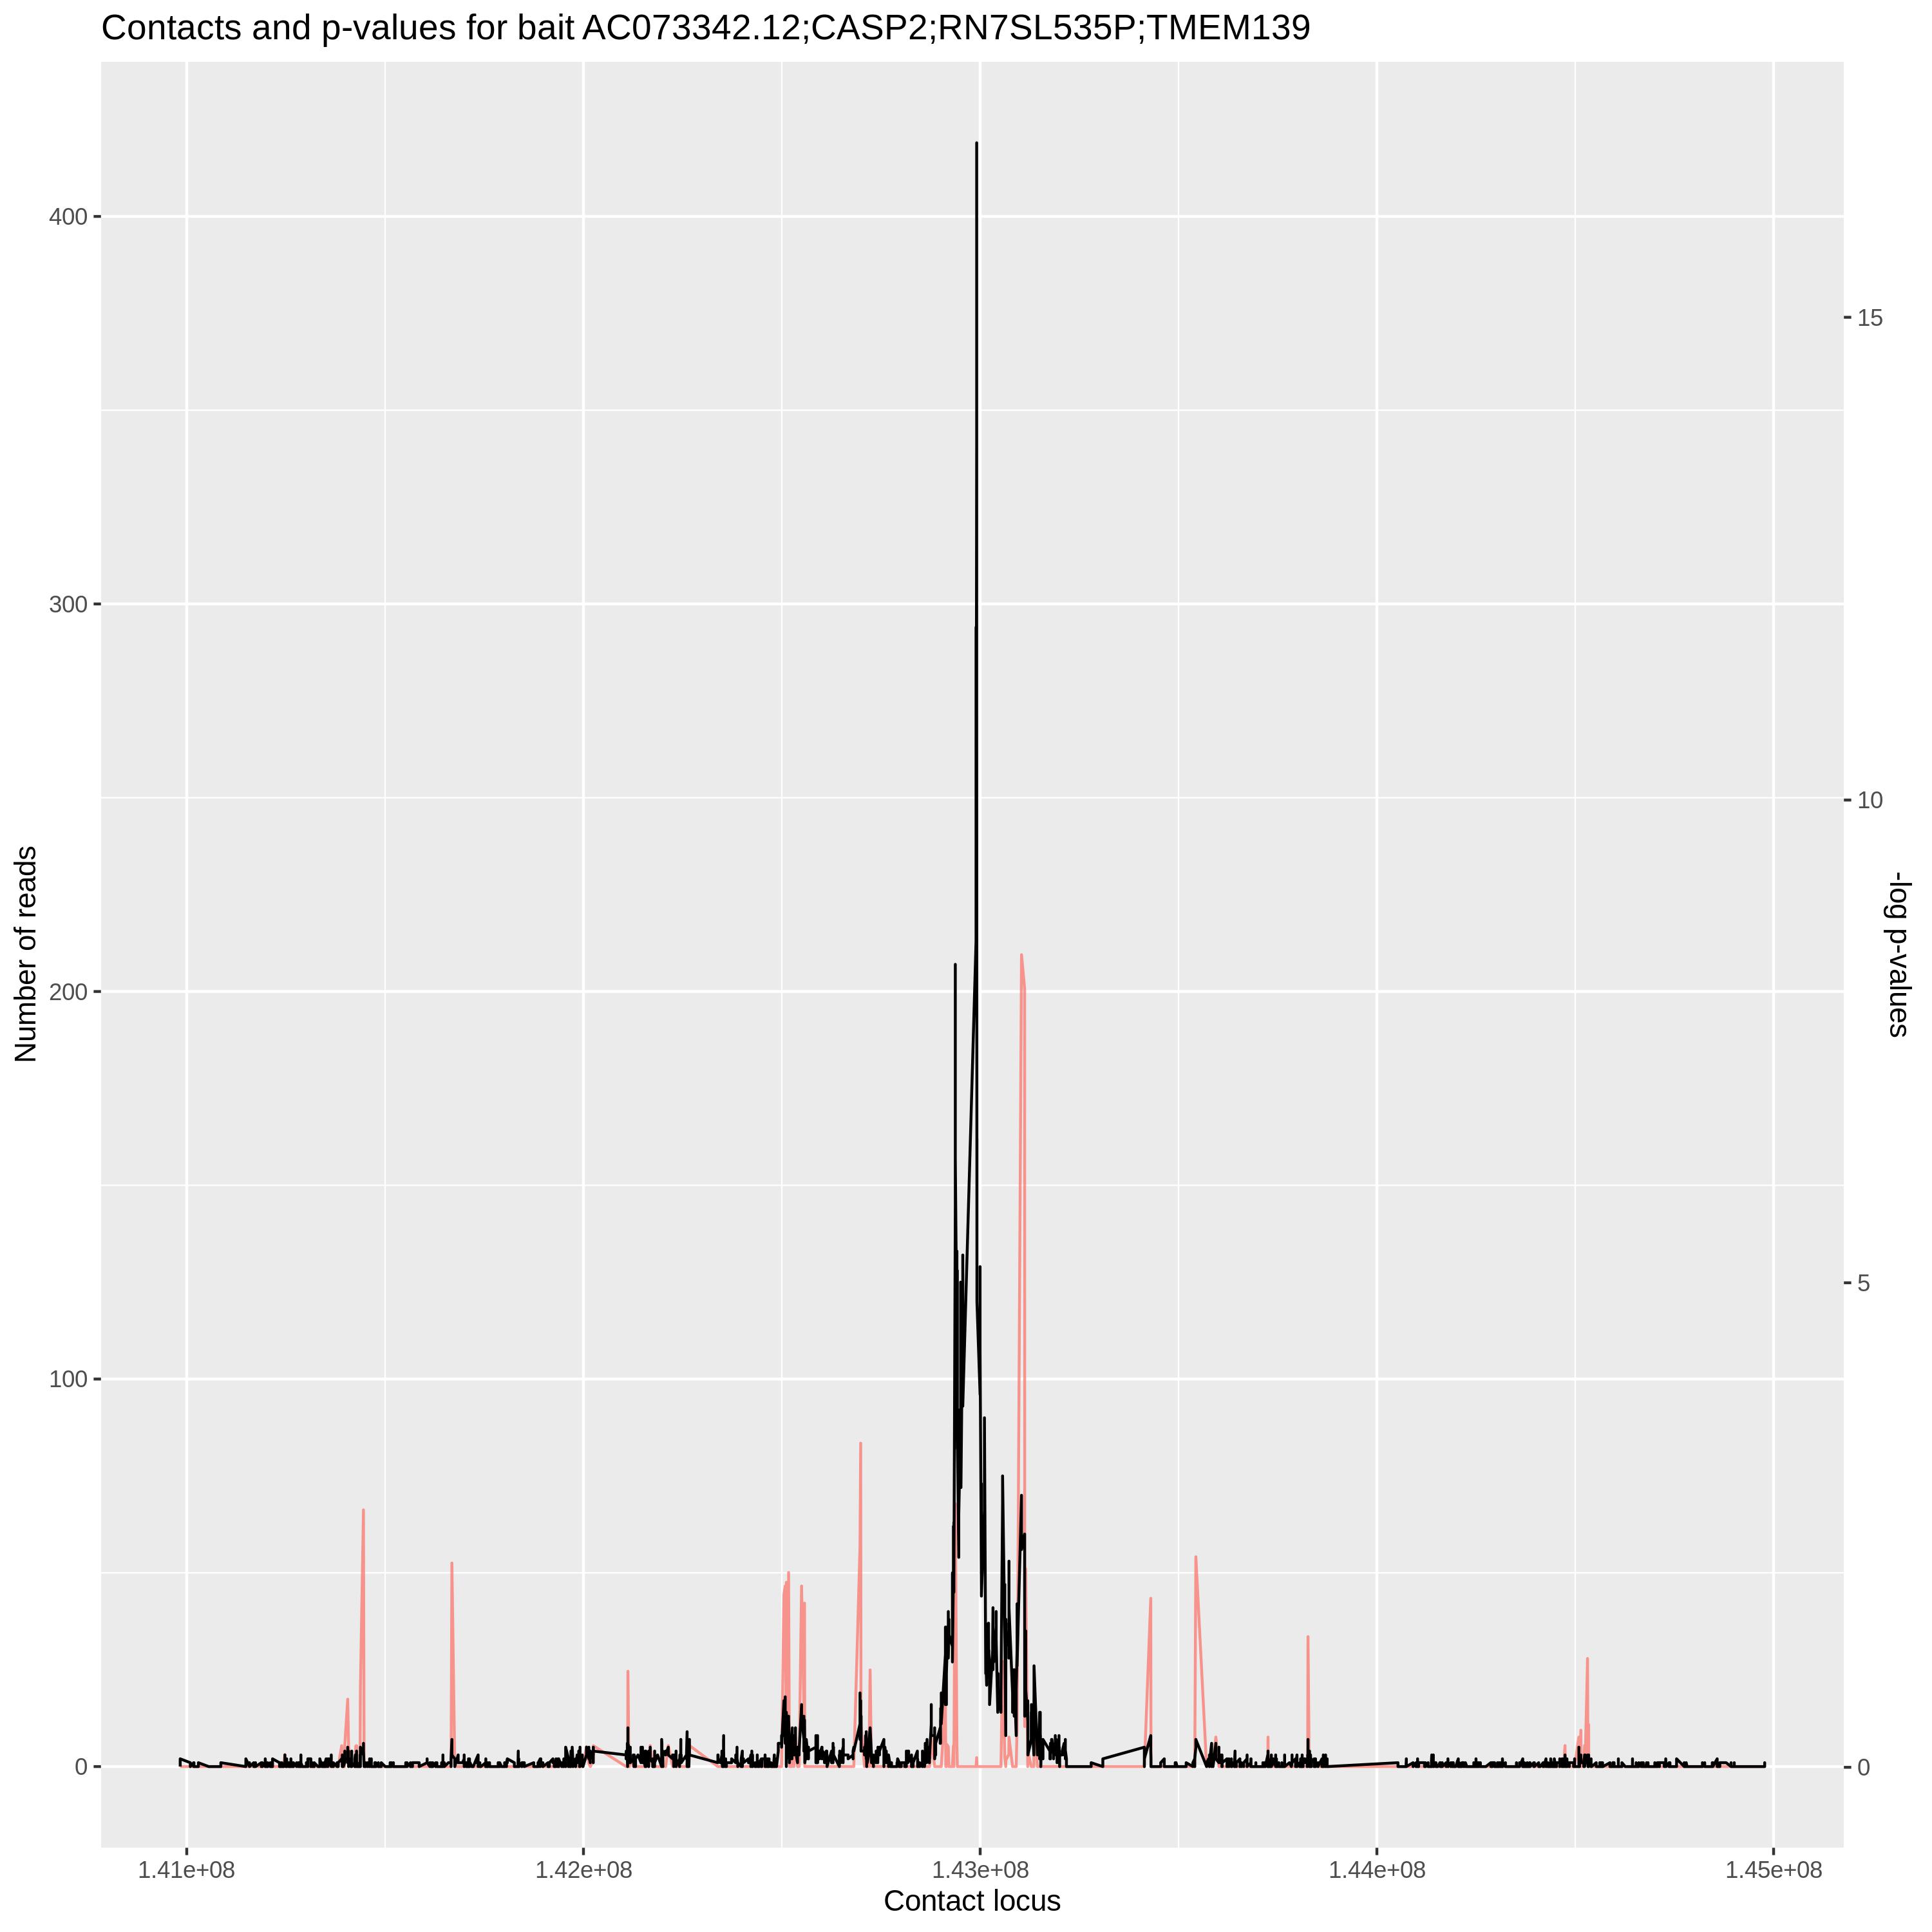 Contacts and p-values for bait AC073342.12;CASP2;RN7SL535P;TMEM139
400
300
200
100
0
Number of reads
15
10
5
0
-log p-values
1.41e+08
1.42e+08
1.43e+08
1.44e+08
1.45e+08
Contact locus